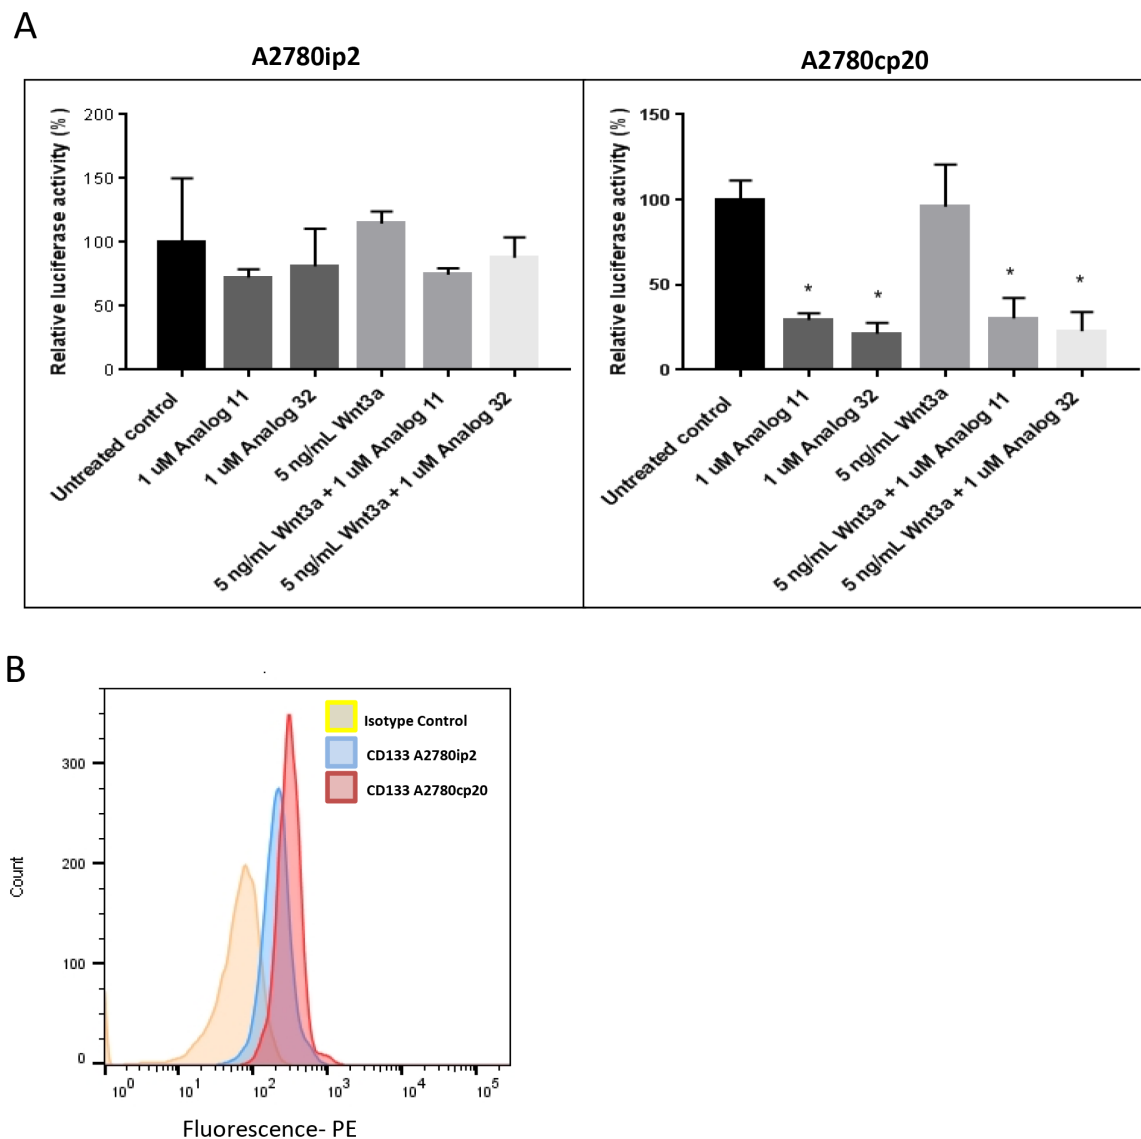 A
A2780ip2
A2780cp20
Relative luciferase activity (%)
200
150
100
50
0
Untreated control
1 uM Analog 11
1 uM Analog 32
5 ng/mL Wnt3a
5 ng/mL Wnt3a + 1 uM Analog 11
5 ng/mL Wnt3a + 1 uM Analog 32
Relative luciferase activity (%)
150
100
50
0
*
*
*
*
Untreated control
1 uM Analog 11
1 uM Analog 32
5 ng/mL Wnt3a
5 ng/mL Wnt3a + 1 uM Analog 11
5 ng/mL Wnt3a + 1 uM Analog 32
B
Isotype Control
CD133 A2780ip2
CD133 A2780cp20
Count
300
200
100
0
10^0
10^1
10^2
10^3
10^4
10^5
Fluorescence- PE